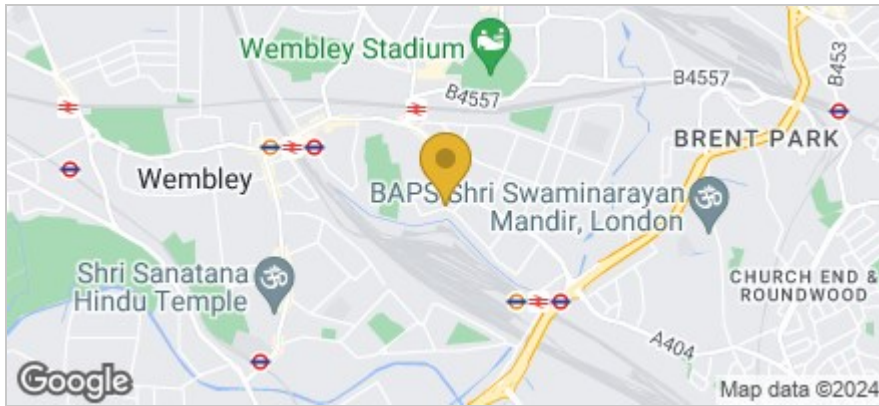 Wembley Stadium
B4557
B4557
B453
BRENT PARK
Wembley
BAPS Shri Swaminarayan
Mandir, London
Shri Sanatana
Hindu Temple
CHURCH END &
ROUNDWOOD
A404
Google
Map data ©2024